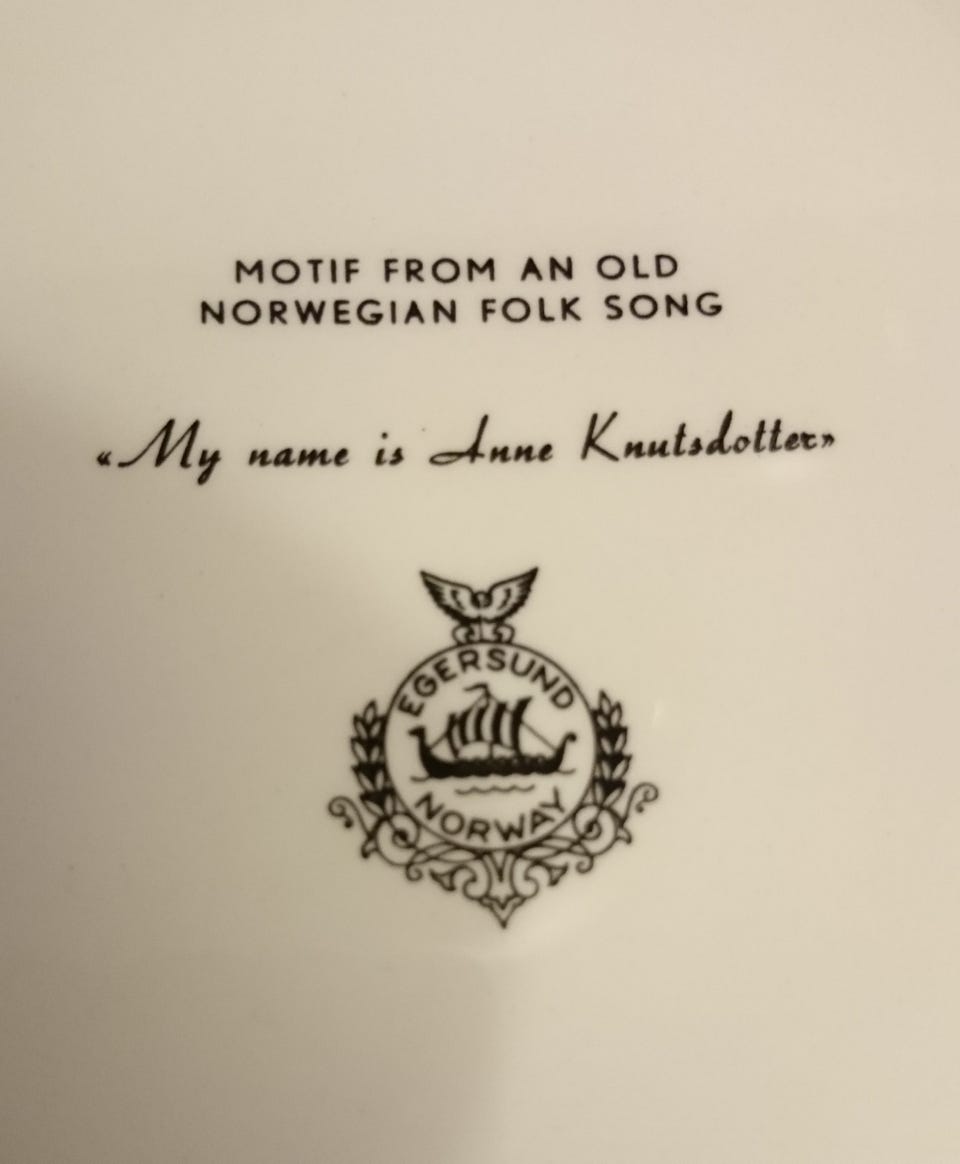 MOTIF FROM AN OLD
NORWEGIAN FOLK SONG
«My name is Anne Knutsdotter»
EGERSUND
NORWAY